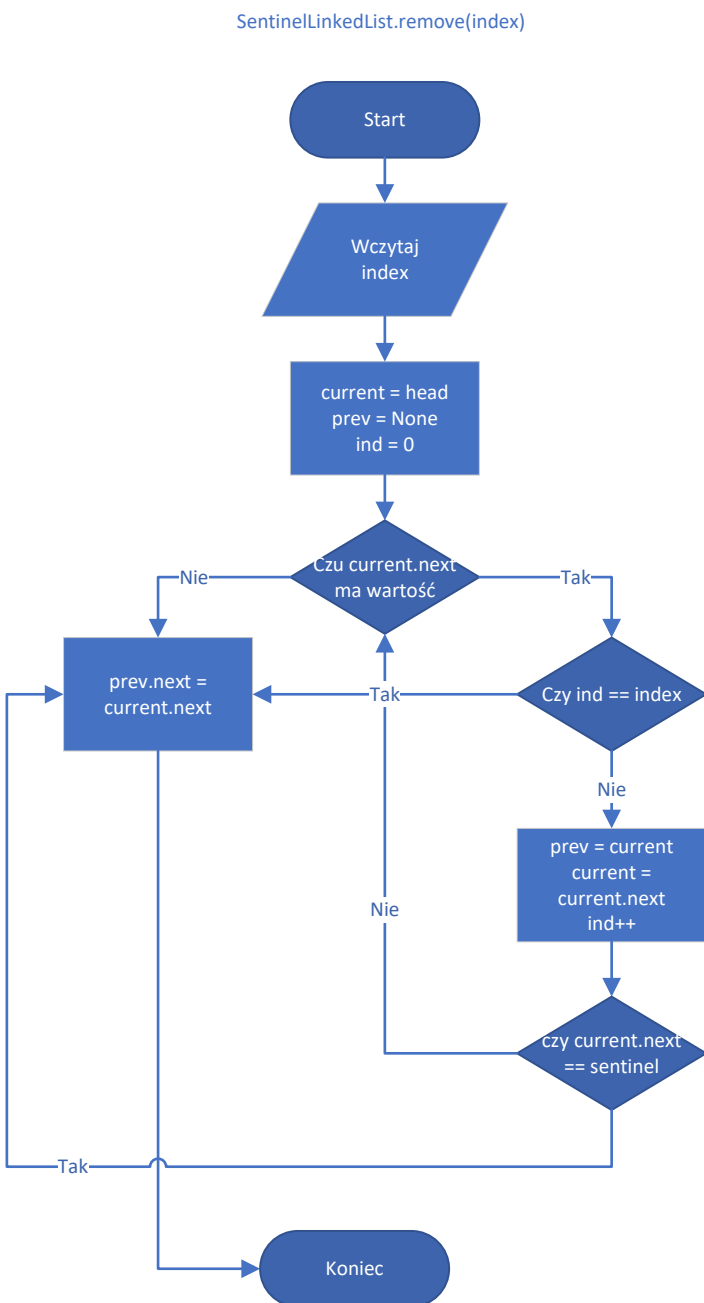 SentinelLinkedList.remove(index)
Start
Wczytaj
index
current = head
prev = None
ind = 0
Czu current.next
ma wartość
Nie
Tak
prev.next =
current.next
Tak
Czy ind == index
Nie
prev = current
current =
current.next
ind++
Nie
czy current.next
== sentinel
Tak
Koniec